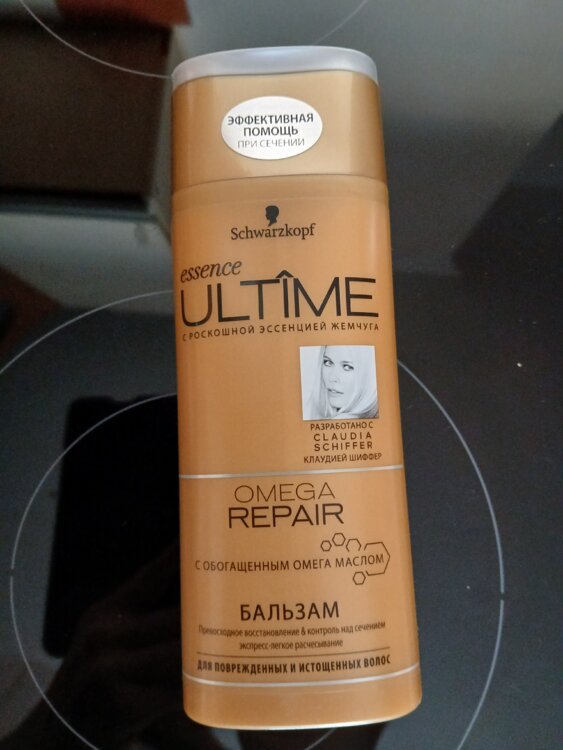 ЭФФЕКТИВНАЯ
ПОМОЩЬ
ПРИ СЕЧЕНИИ
Schwarzkopf
essence
ULTÎME
С РОСКОШНОЙ ЭССЕНЦИЕЙ ЖЕМЧУГА
РАЗРАБОТАНО С
CLAUDIA
SCHIFFER
КЛАУДИЕЙ ШИФФЕР
OMEGA
REPAIR
С ОБОГАЩЕННЫМ ОМЕГА МАСЛОМ
БАЛЬЗАМ
Превосходное восстановление & контроль над сечением
экспресс-легкое расчесывание
ДЛЯ ПОВРЕЖДЕННЫХ И ИСТОЩЕННЫХ ВОЛОС